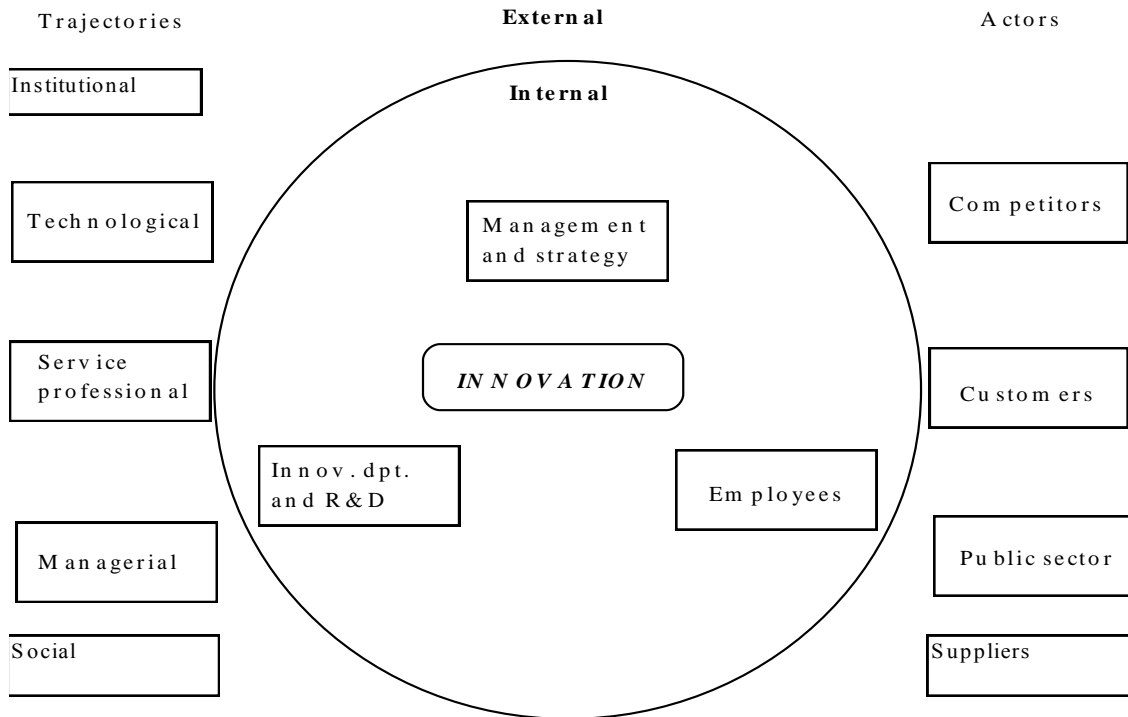 Trajectories
External
Actors
Institutional
Internal
Technological
Management
and strategy
Competitors
Service
professional
INNOVATION
Customers
Innov. dpt.
and R&D
Employees
Managerial
Public sector
Social
Suppliers